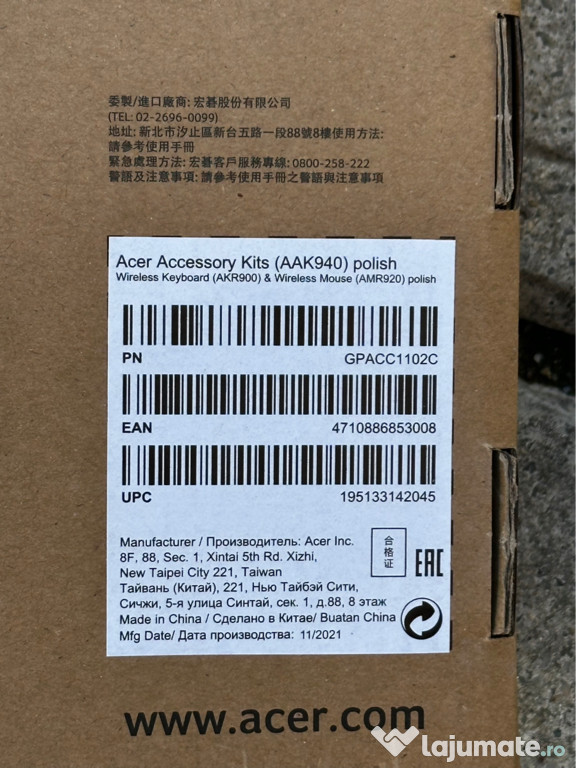 委製/進口廠商: 宏碁股份有限公司
(TEL: 02-2696-0099)
地址: 新北市汐止區新台五路一段88號8樓使用方法:
請參考使用手冊
緊急處理方法: 宏碁客戶服務專線: 0800-258-222
警語及注意事項: 請參考使用手冊之警語與注意事項
Acer Accessory Kits (AAK940) polish
Wireless Keyboard (AKR900) & Wireless Mouse (AMR920) polish
PN GPACC1102C
EAN 4710886853008
UPC 195133142045
Manufacturer / Производитель: Acer Inc.
8F, 88, Sec. 1, Xintai 5th Rd. Xizhi,
New Taipei City 221, Taiwan
Тайвань (Китай), 221, Нью Тайбэй Сити,
Сичжи, 5-я улица Синтай, сек. 1, д.88, 8 этаж
Made in China / Сделано в Китае/ Buatan China
Mfg Date/ Дата производства: 11/2021
合格证
EAC
www.acer.com
lajumate.ro